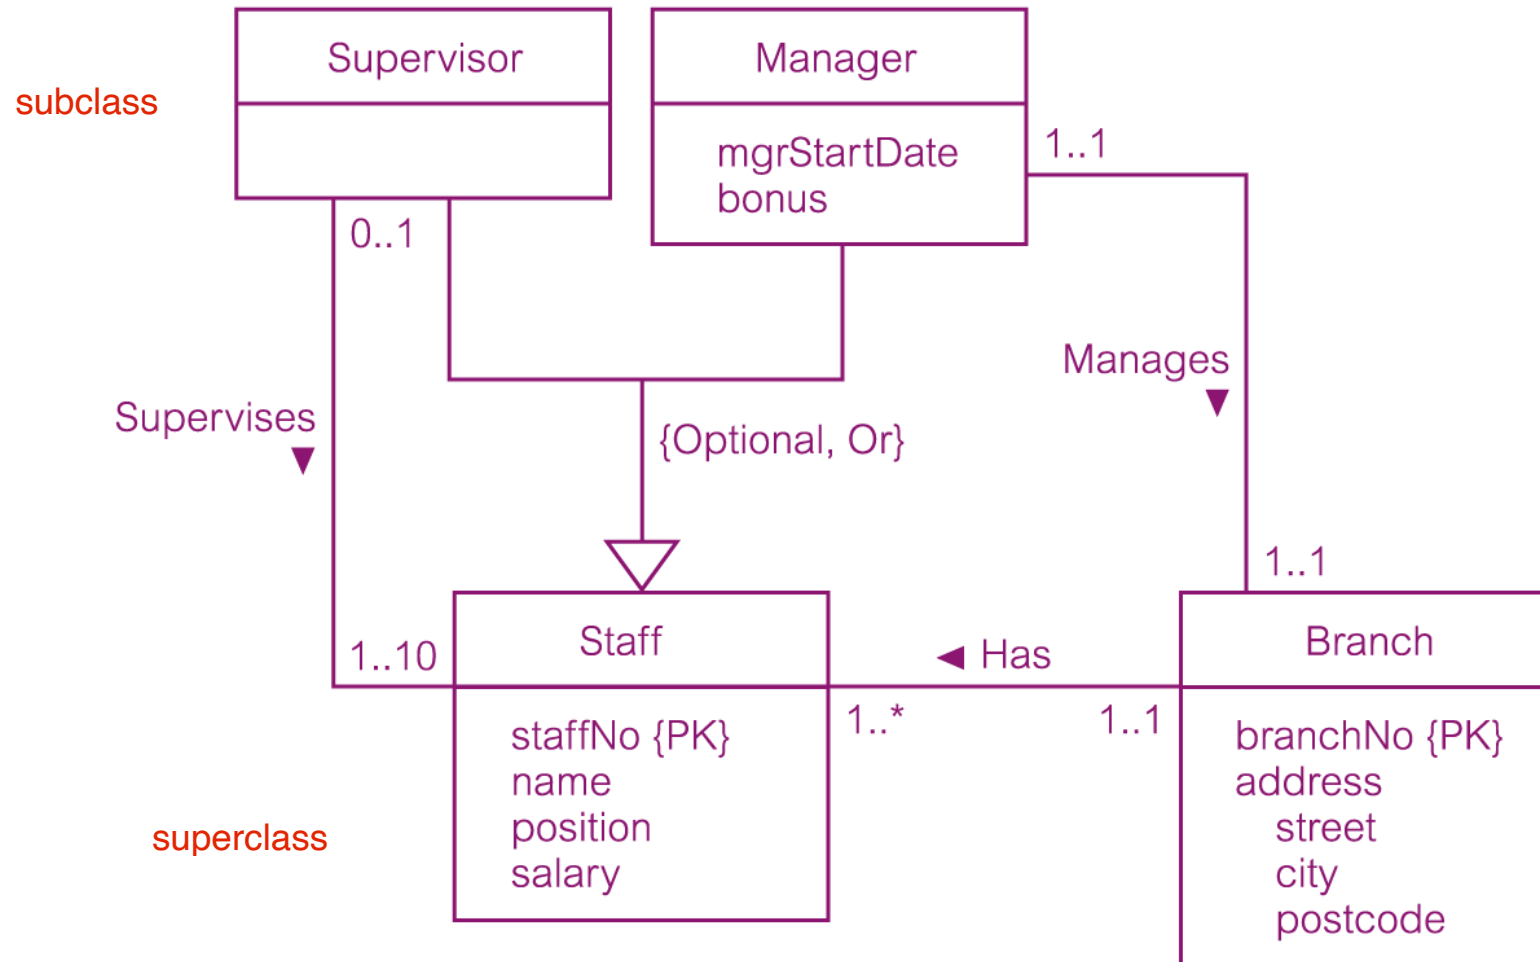 Supervisor
Manager
subclass
mgrStartDate
bonus
1..1
0..1
Manages
▼
Supervises
▼
{Optional, Or}
1..1
Staff
Branch
1..10
◄ Has
1..*
1..1
staffNo {PK}
name
position
salary
branchNo {PK}
address
street
city
postcode
superclass